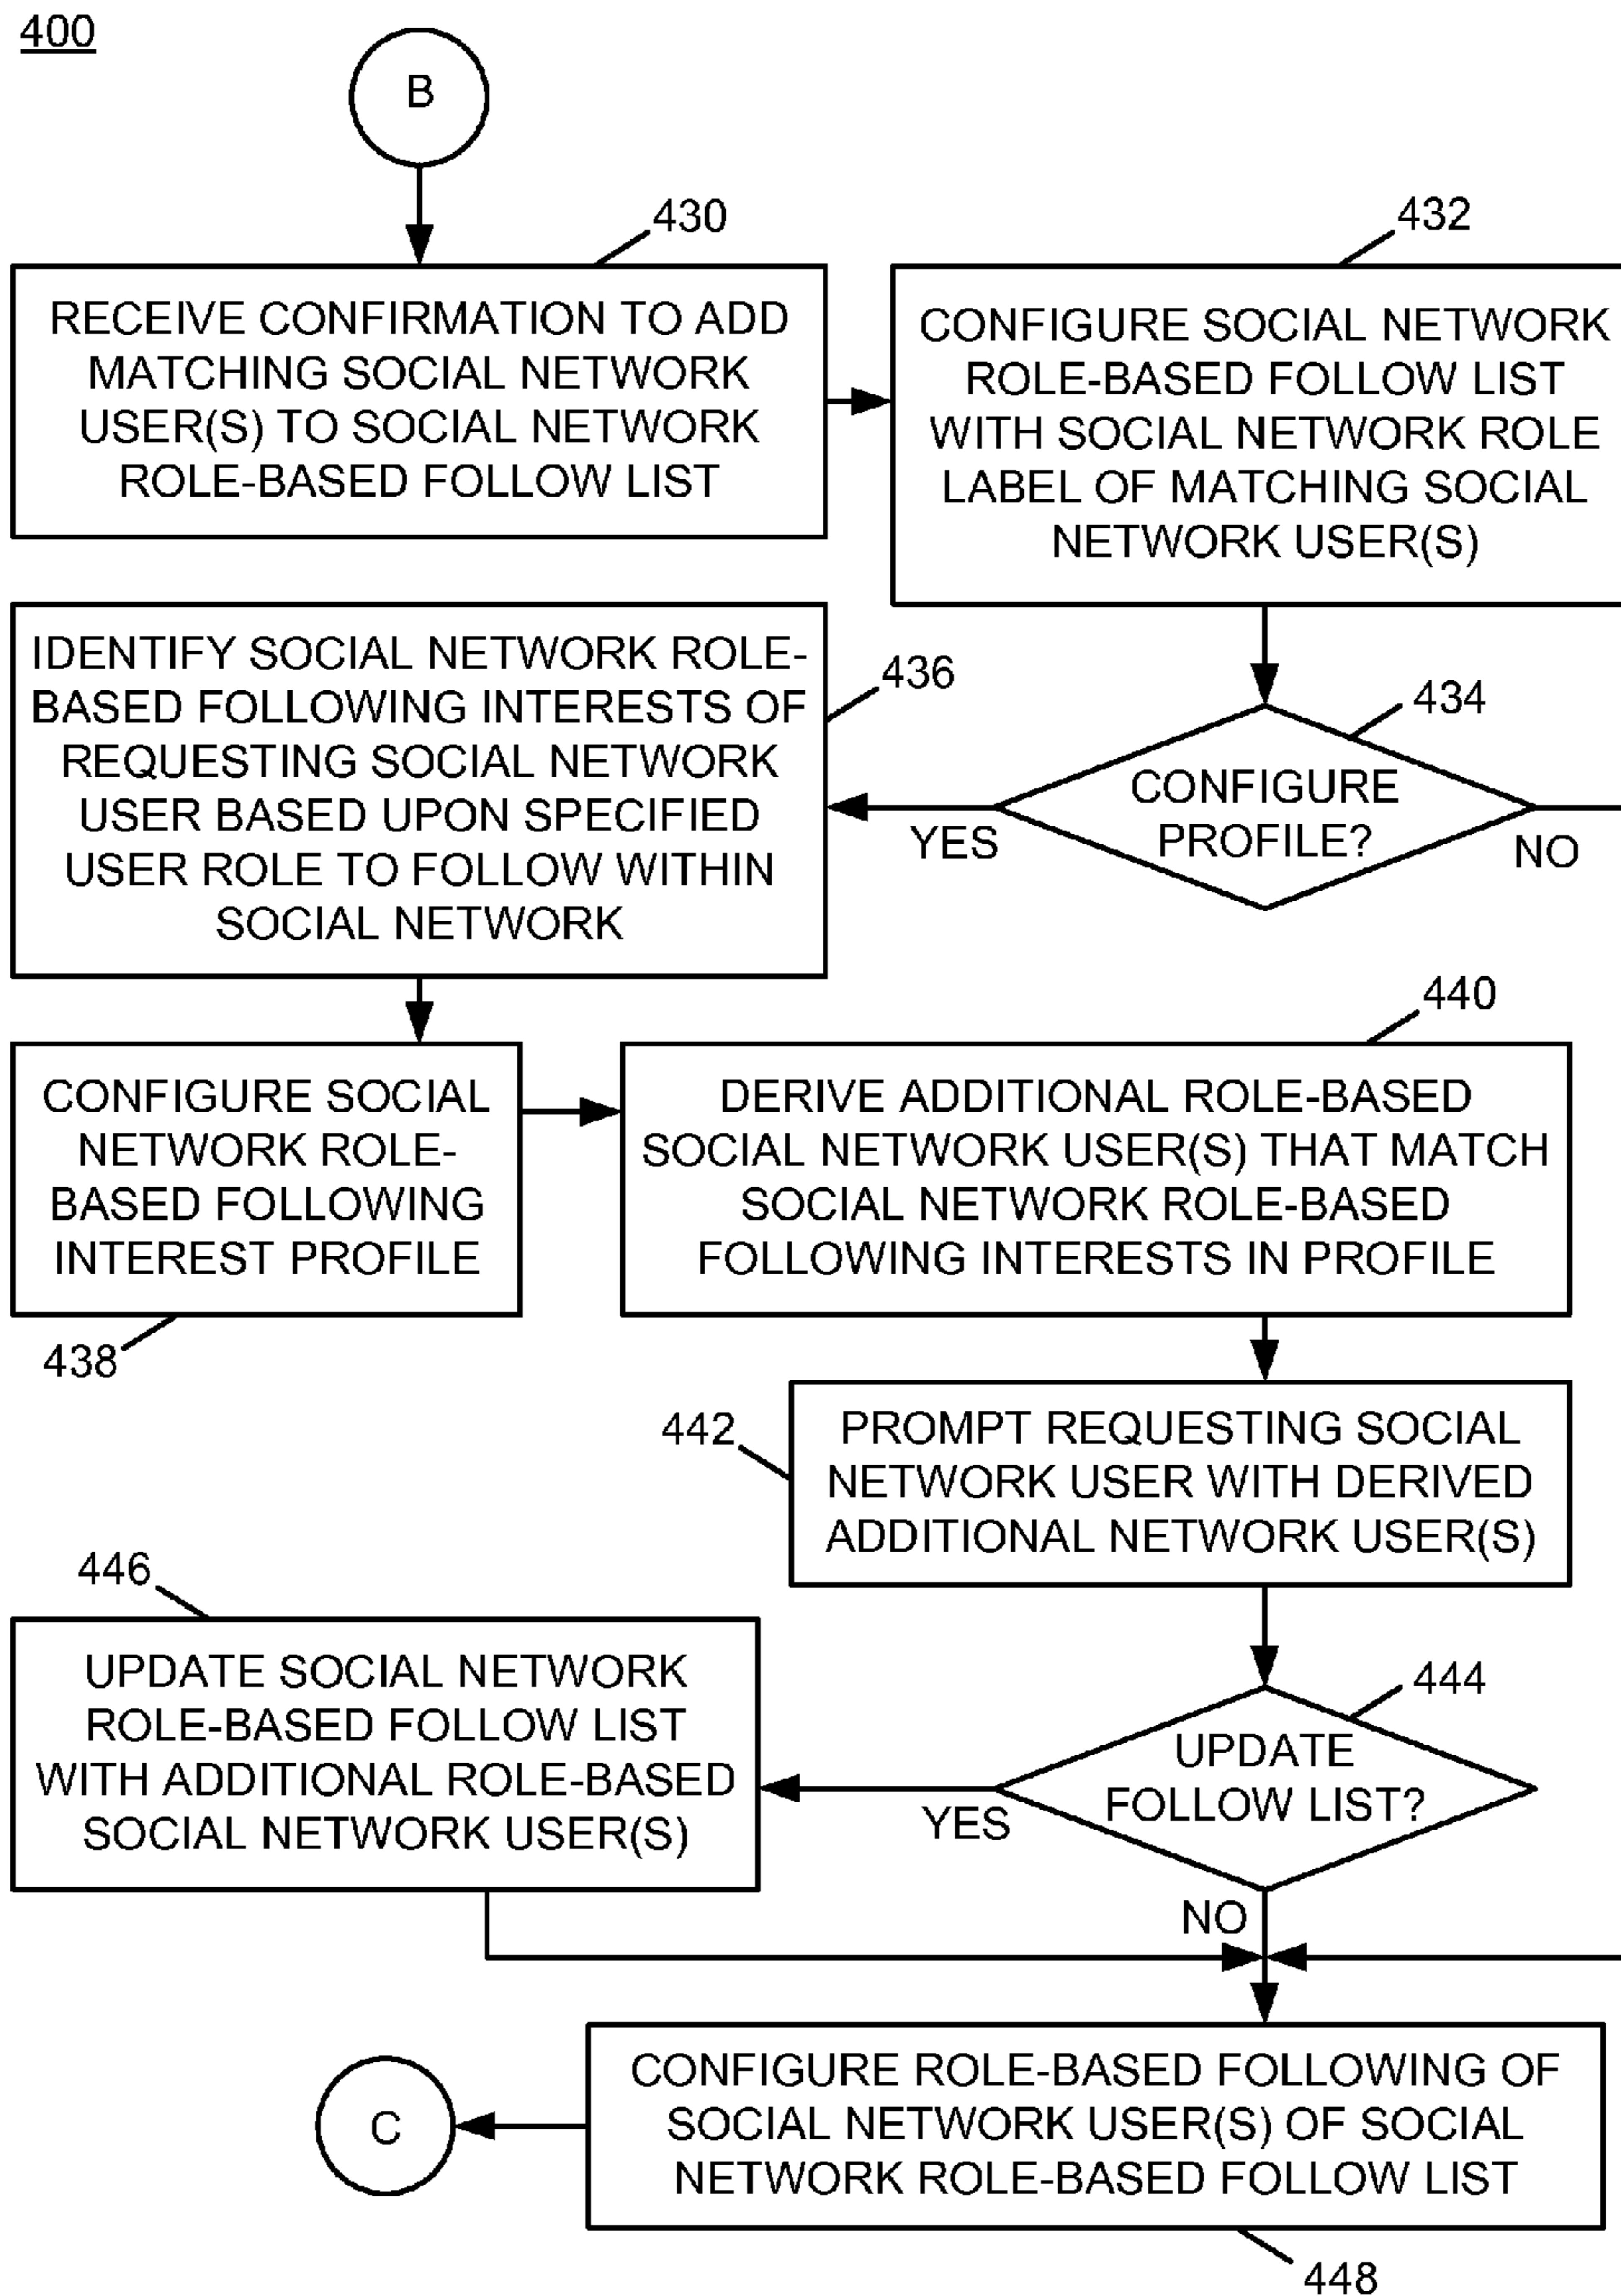 400
B
430
RECEIVE CONFIRMATION TO ADD
MATCHING SOCIAL NETWORK
USER(S) TO SOCIAL NETWORK
ROLE-BASED FOLLOW LIST
432
CONFIGURE SOCIAL NETWORK
ROLE-BASED FOLLOW LIST
WITH SOCIAL NETWORK ROLE
LABEL OF MATCHING SOCIAL
NETWORK USER(S)
434
CONFIGURE
PROFILE?
YES
NO
436
IDENTIFY SOCIAL NETWORK ROLE-
BASED FOLLOWING INTERESTS OF
REQUESTING SOCIAL NETWORK
USER BASED UPON SPECIFIED
USER ROLE TO FOLLOW WITHIN
SOCIAL NETWORK
CONFIGURE SOCIAL
NETWORK ROLE-
BASED FOLLOWING
INTEREST PROFILE
438
440
DERIVE ADDITIONAL ROLE-BASED
SOCIAL NETWORK USER(S) THAT MATCH
SOCIAL NETWORK ROLE-BASED
FOLLOWING INTERESTS IN PROFILE
442
PROMPT REQUESTING SOCIAL
NETWORK USER WITH DERIVED
ADDITIONAL NETWORK USER(S)
444
UPDATE
FOLLOW LIST?
YES
NO
446
UPDATE SOCIAL NETWORK
ROLE-BASED FOLLOW LIST
WITH ADDITIONAL ROLE-BASED
SOCIAL NETWORK USER(S)
CONFIGURE ROLE-BASED FOLLOWING OF
SOCIAL NETWORK USER(S) OF SOCIAL
NETWORK ROLE-BASED FOLLOW LIST
448
C